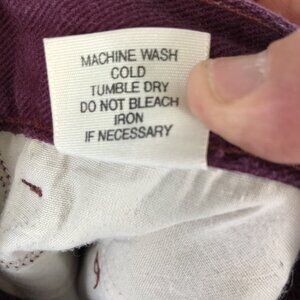 MACHINE WASH
COLD
TUMBLE DRY
DO NOT BLEACH
IRON
IF NECESSARY